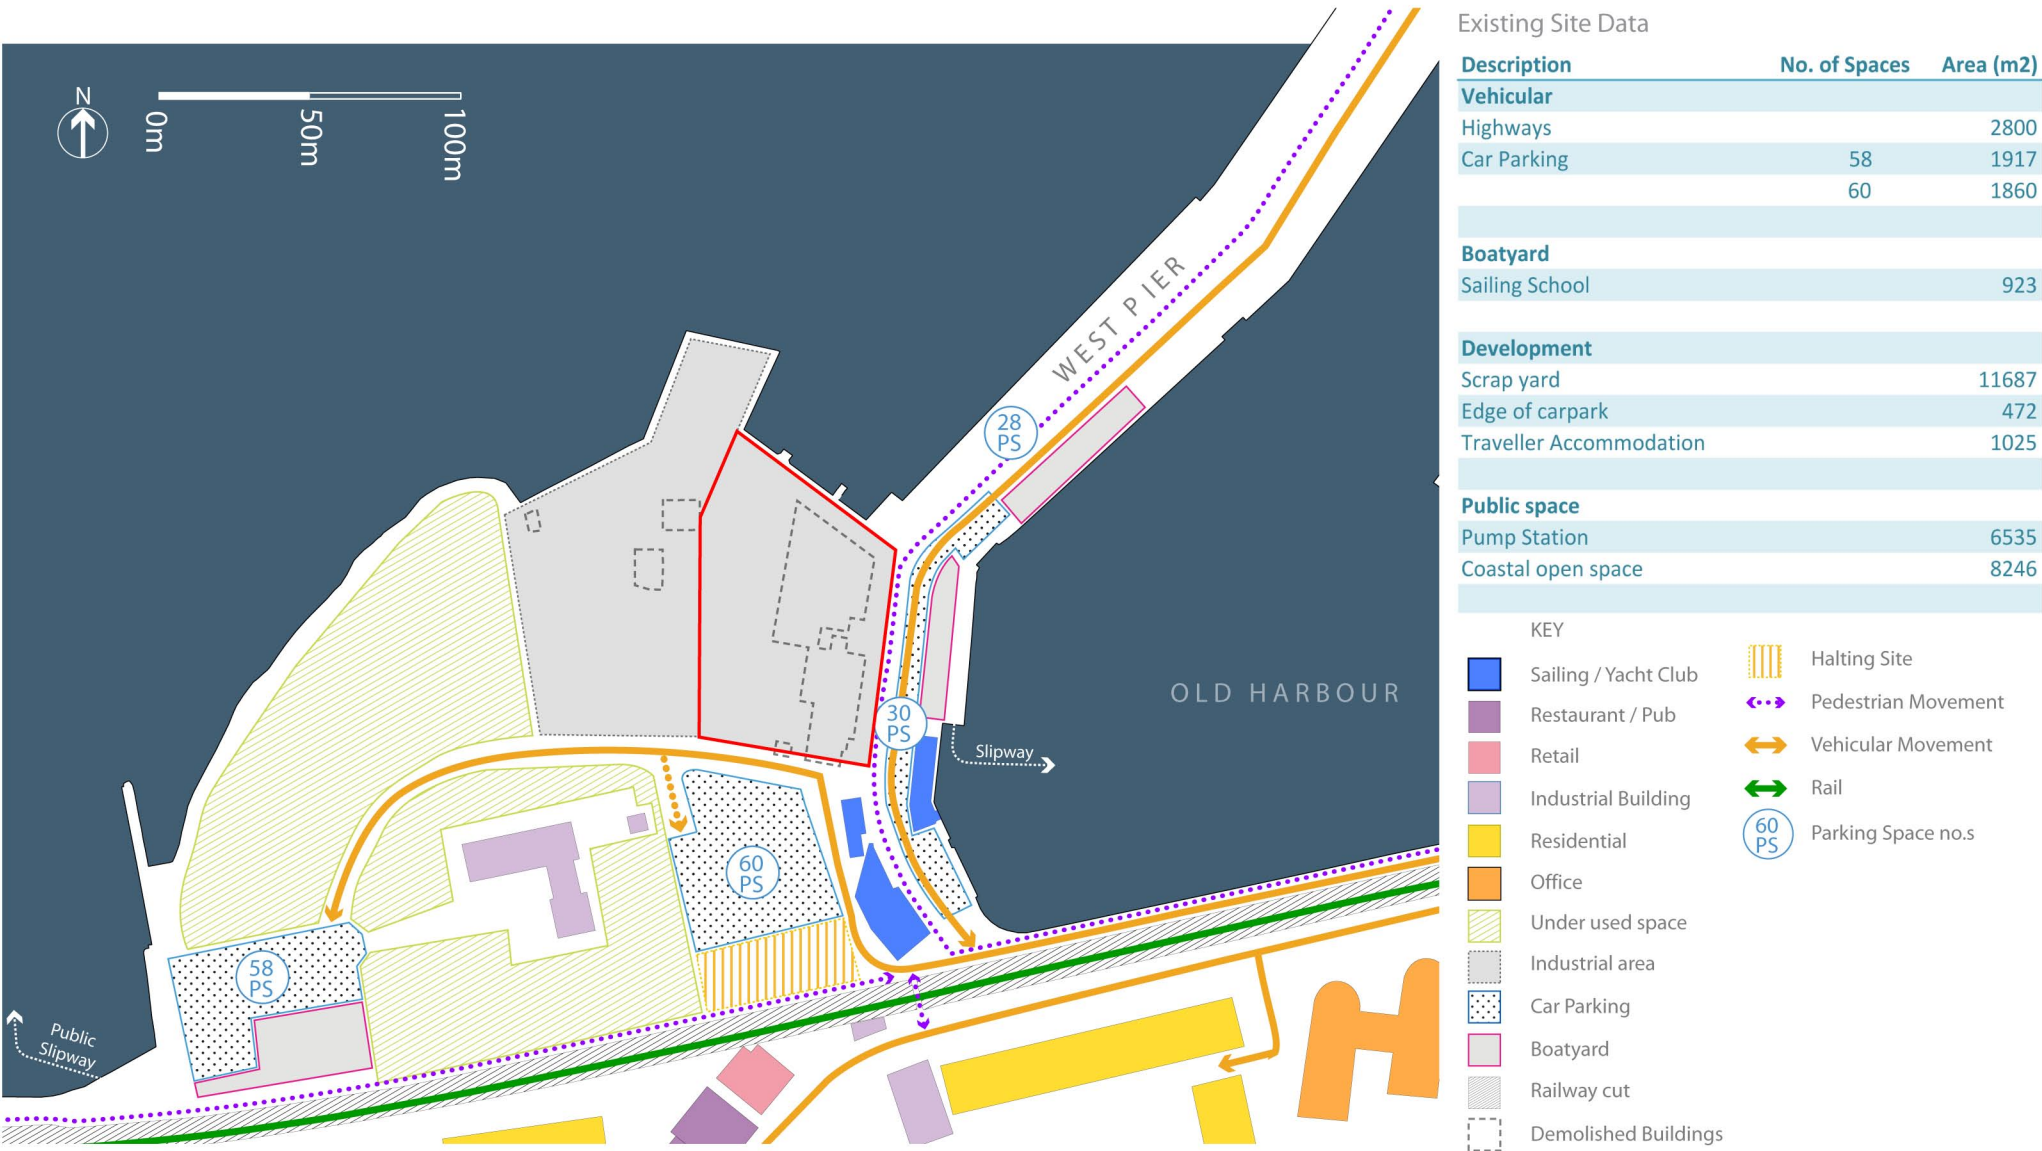 N
0m
50m
100m
WEST PIER
28
PS
30
PS
OLD HARBOUR
Slipway
60
PS
58
PS
Public
Slipway
Existing Site Data
Description No. of Spaces Area (m2)
Vehicular
Highways 2800
Car Parking 58 1917
60 1860
Boatyard
Sailing School 923
Development
Scrap yard 11687
Edge of carpark 472
Traveller Accommodation 1025
Public space
Pump Station 6535
Coastal open space 8246
KEY
Sailing / Yacht Club
Restaurant / Pub
Retail
Industrial Building
Residential
Office
Under used space
Industrial area
Car Parking
Boatyard
Railway cut
Demolished Buildings
Halting Site
Pedestrian Movement
Vehicular Movement
Rail
60
PS
Parking Space no.s